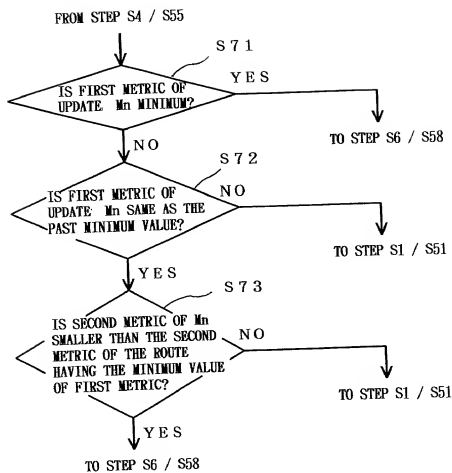 FROM STEP S4 / S55
S71
IS FIRST METRIC OF
UPDATE Mn MINIMUM?
YES
TO STEP S6 / S58
NO
S72
IS FIRST METRIC OF
UPDATE Mn SAME AS THE
PAST MINIMUM VALUE?
NO
TO STEP S1 / S51
YES
S73
IS SECOND METRIC OF Mn
SMALLER THAN THE SECOND
METRIC OF THE ROUTE
HAVING THE MINIMUM VALUE
OF FIRST METRIC?
NO
TO STEP S1 / S51
YES
TO STEP S6 / S58